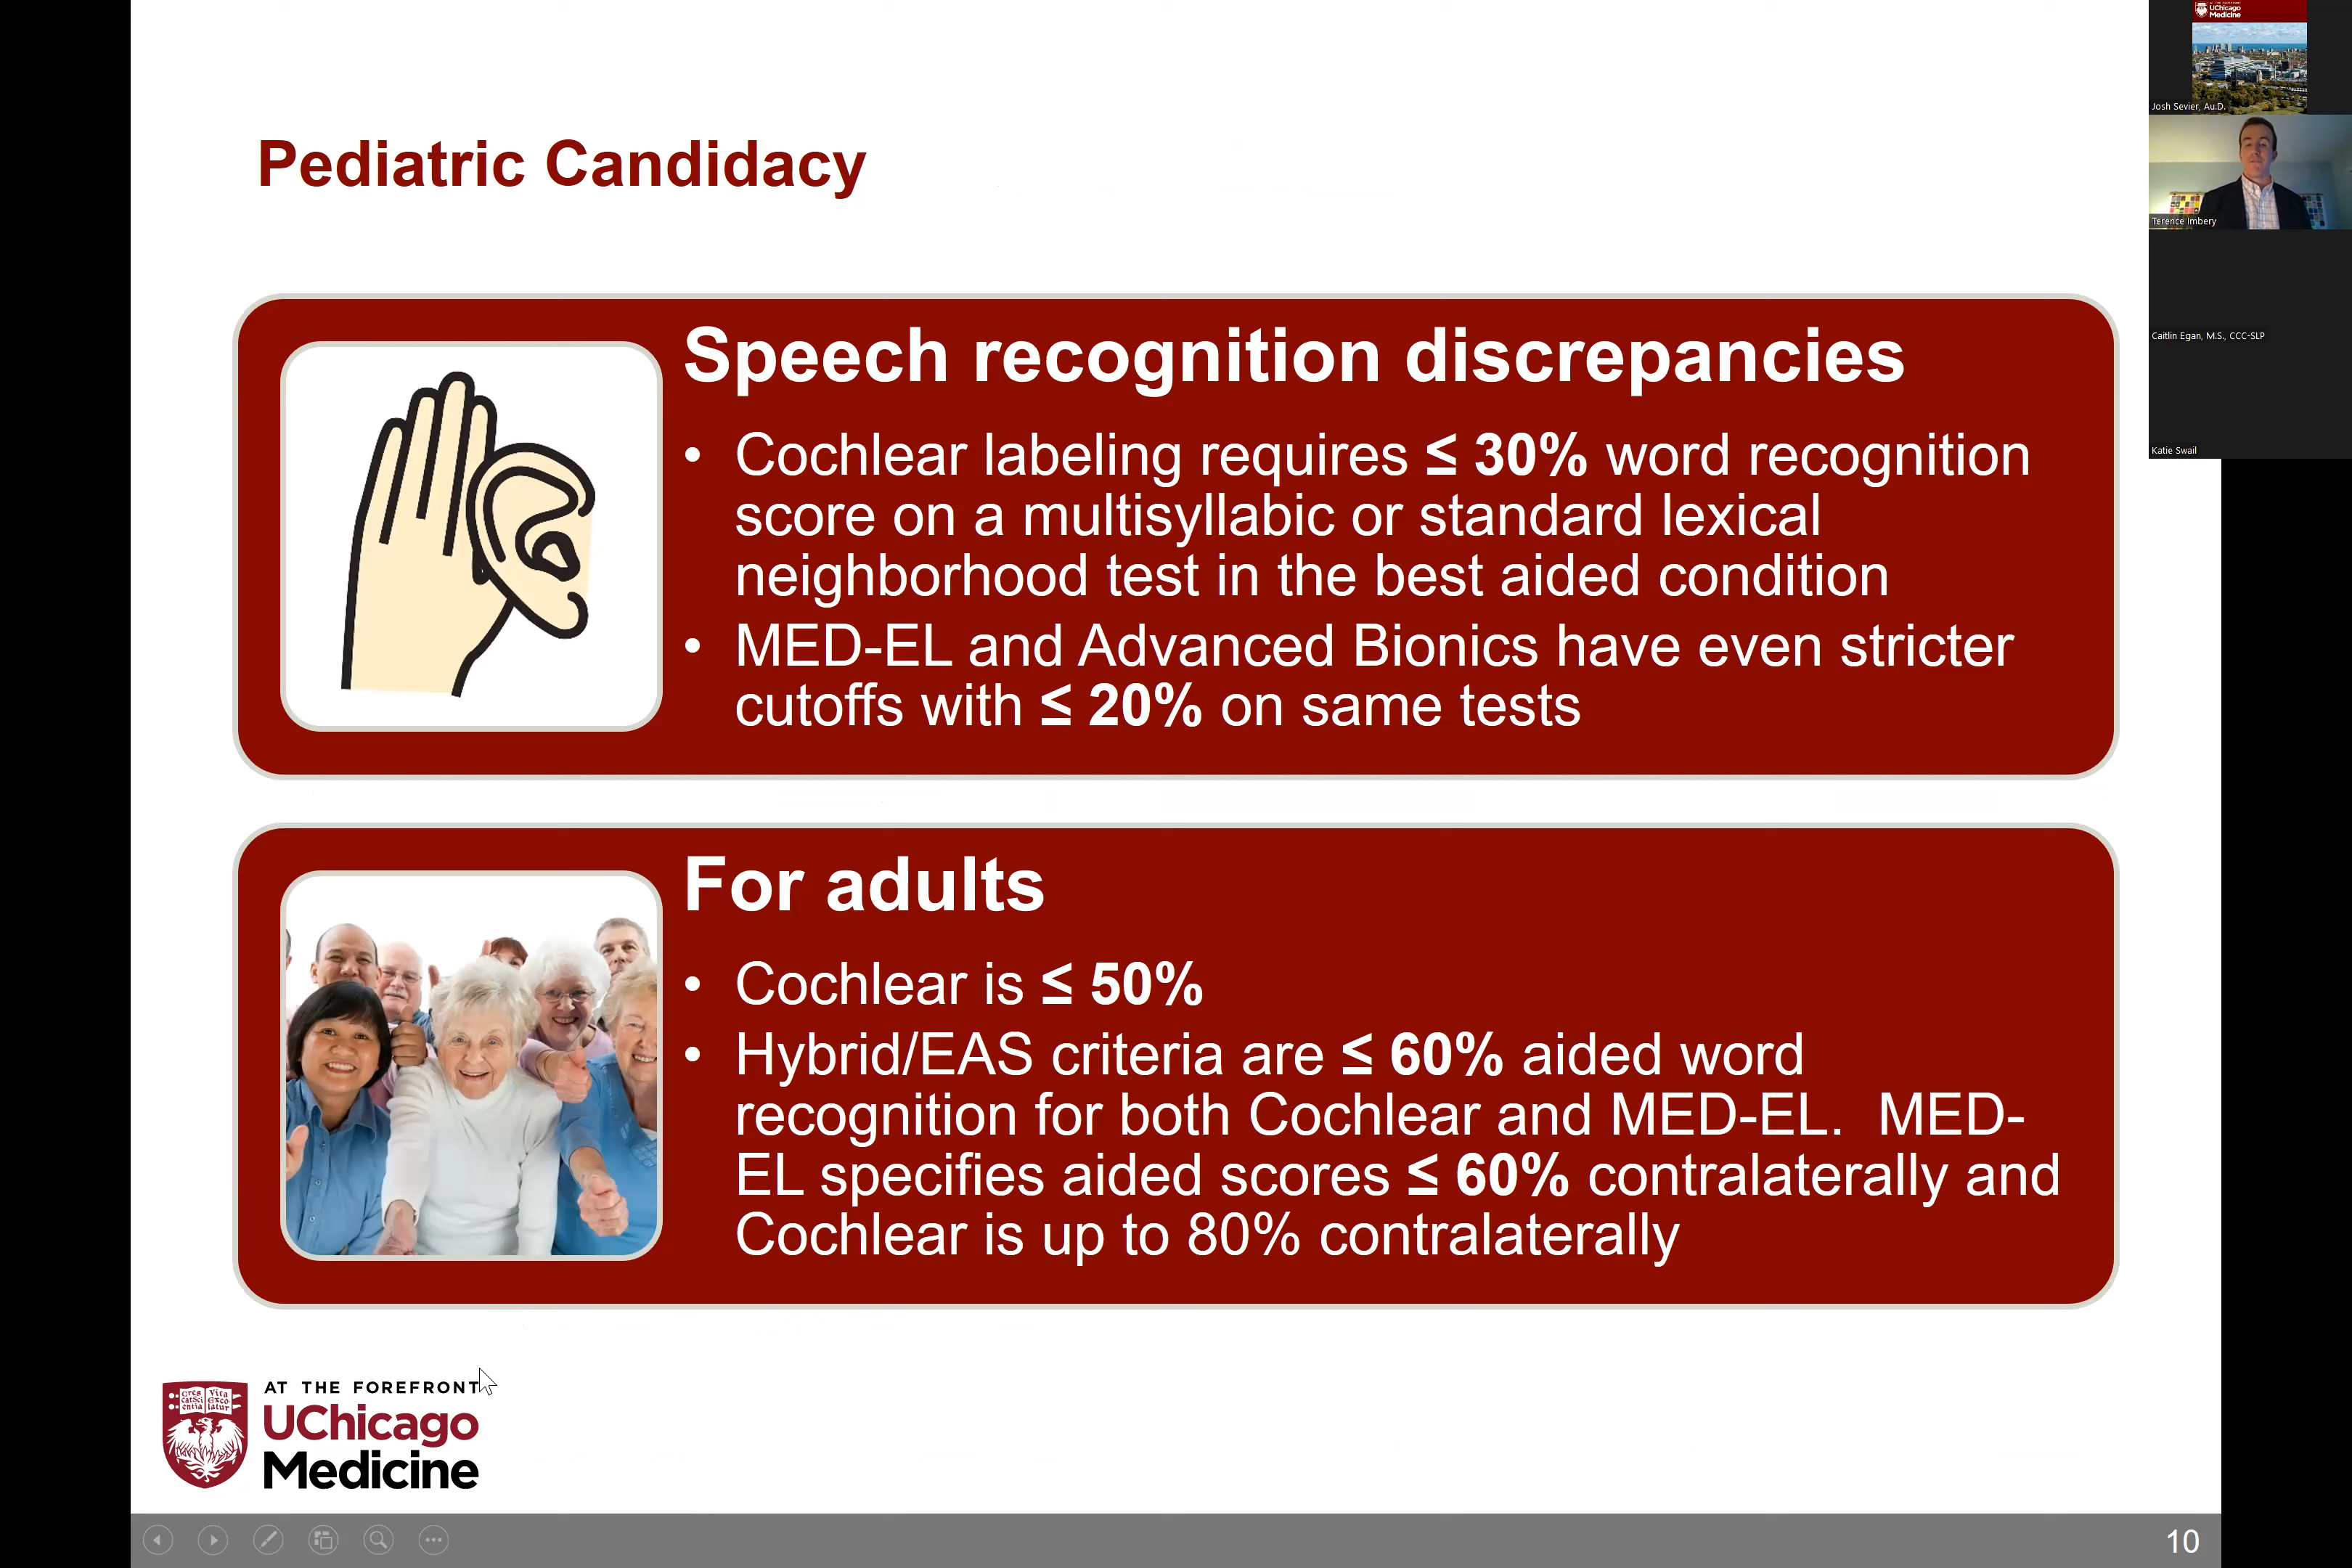 Pediatric Candidacy
Speech recognition discrepancies
• Cochlear labeling requires ≤ 30% word recognition
score on a multisyllabic or standard lexical
neighborhood test in the best aided condition
• MED-EL and Advanced Bionics have even stricter
cutoffs with ≤ 20% on same tests
For adults
• Cochlear is ≤ 50%
• Hybrid/EAS criteria are ≤ 60% aided word
recognition for both Cochlear and MED-EL.  MED-
EL specifies aided scores ≤ 60% contralaterally and
Cochlear is up to 80% contralaterally
AT THE FOREFRONT
UChicago
Medicine
10
UChicago
Medicine
Josh Sevier, Au.D.
Terence Imbery
Caitlin Egan, M.S., CCC-SLP
Katie Swail